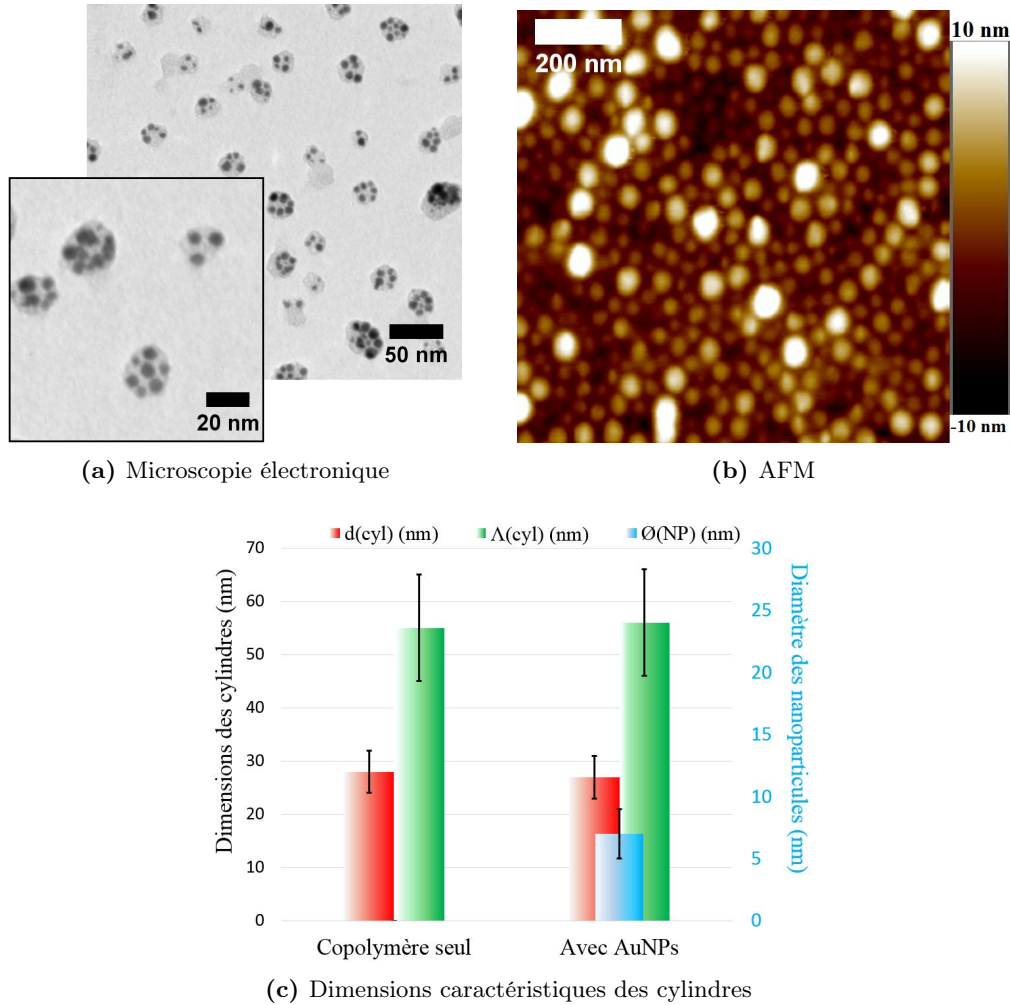 50 nm
20 nm
(a) Microscopie électronique
200 nm
10 nm
-10 nm
(b) AFM
d(cyl) (nm) Λ(cyl) (nm) Ø(NP) (nm)
Dimensions des cylindres (nm)
70
60
50
40
30
20
10
0
30
25
20
15
10
5
0
Diamètre des nanoparticules (nm)
Copolymère seul Avec AuNPs
(c) Dimensions caractéristiques des cylindres